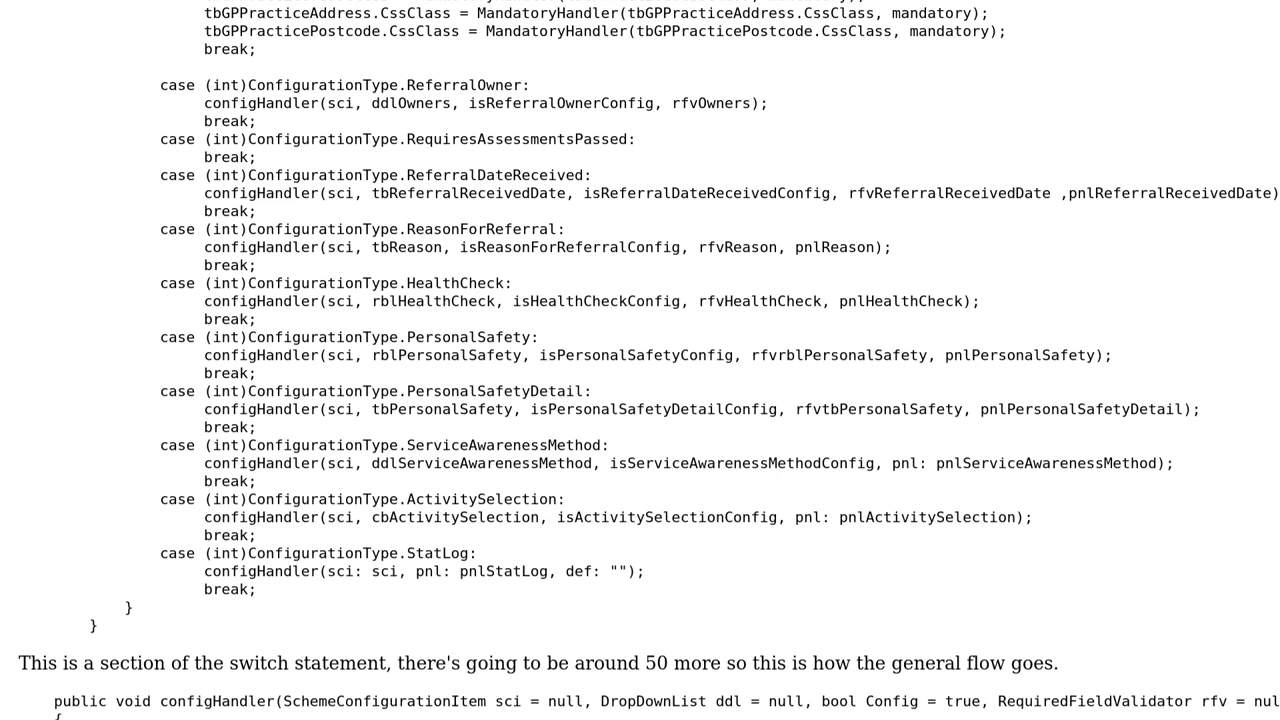 tbGPPracticeAddress.CssClass = MandatoryHandler(tbGPPracticeAddress.CssClass, mandatory);
tbGPPracticePostcode.CssClass = MandatoryHandler(tbGPPracticePostcode.CssClass, mandatory);
break;
case (int)ConfigurationType.ReferralOwner:
configHandler(sci, ddlOwners, isReferralOwnerConfig, rfvOwners);
break;
case (int)ConfigurationType.RequiresAssessmentsPassed:
break;
case (int)ConfigurationType.ReferralDateReceived:
configHandler(sci, tbReferralReceivedDate, isReferralDateReceivedConfig, rfvReferralReceivedDate ,pnlReferralReceivedDate)
break;
case (int)ConfigurationType.ReasonForReferral:
configHandler(sci, tbReason, isReasonForReferralConfig, rfvReason, pnlReason);
break;
case (int)ConfigurationType.HealthCheck:
configHandler(sci, rblHealthCheck, isHealthCheckConfig, rfvHealthCheck, pnlHealthCheck);
break;
case (int)ConfigurationType.PersonalSafety:
configHandler(sci, rblPersonalSafety, isPersonalSafetyConfig, rfvrblPersonalSafety, pnlPersonalSafety);
break;
case (int)ConfigurationType.PersonalSafetyDetail:
configHandler(sci, tbPersonalSafety, isPersonalSafetyDetailConfig, rfvtbPersonalSafety, pnlPersonalSafetyDetail);
break;
case (int)ConfigurationType.ServiceAwarenessMethod:
configHandler(sci, ddlServiceAwarenessMethod, isServiceAwarenessMethodConfig, pnl: pnlServiceAwarenessMethod);
break;
case (int)ConfigurationType.ActivitySelection:
configHandler(sci, cbActivitySelection, isActivitySelectionConfig, pnl: pnlActivitySelection);
break;
case (int)ConfigurationType.StatLog:
configHandler(sci: sci, pnl: pnlStatLog, def: "");
break;
}
}
This is a section of the switch statement, there's going to be around 50 more so this is how the general flow goes.
public void configHandler(SchemeConfigurationItem sci = null, DropDownList ddl = null, bool Config = true, RequiredFieldValidator rfv = nul
{